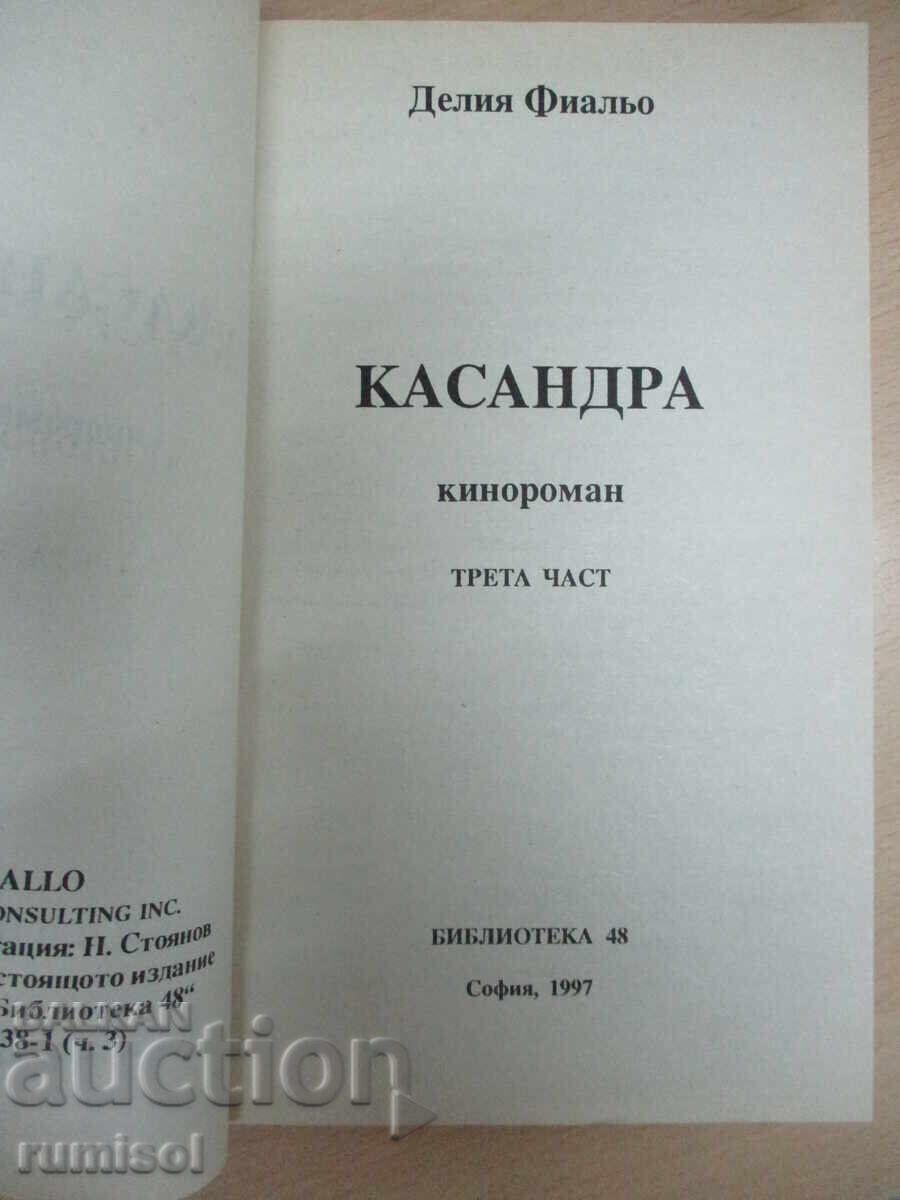 Делия Фиальо
КАСАНДРА
кинороман
ТРЕТА ЧАСТ
БИБЛИОТЕКА 48
София, 1997
ALLO
ONSULTING INC.
тация: Н. Стоянов
стоящото издание
Библиотека 48“
38-1 (ч. 3)
BALKAN
auction
rumisol